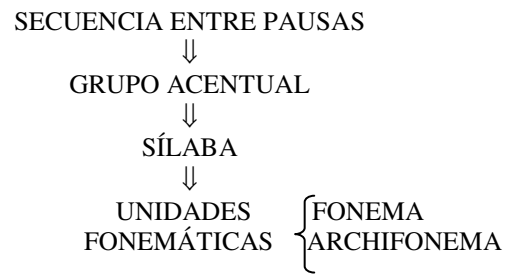 SECUENCIA ENTRE PAUSAS
⇓
GRUPO ACENTUAL
⇓
SÍLABA
⇓
UNIDADES FONEMA
FONEMÁTICAS ARCHIFONEMA